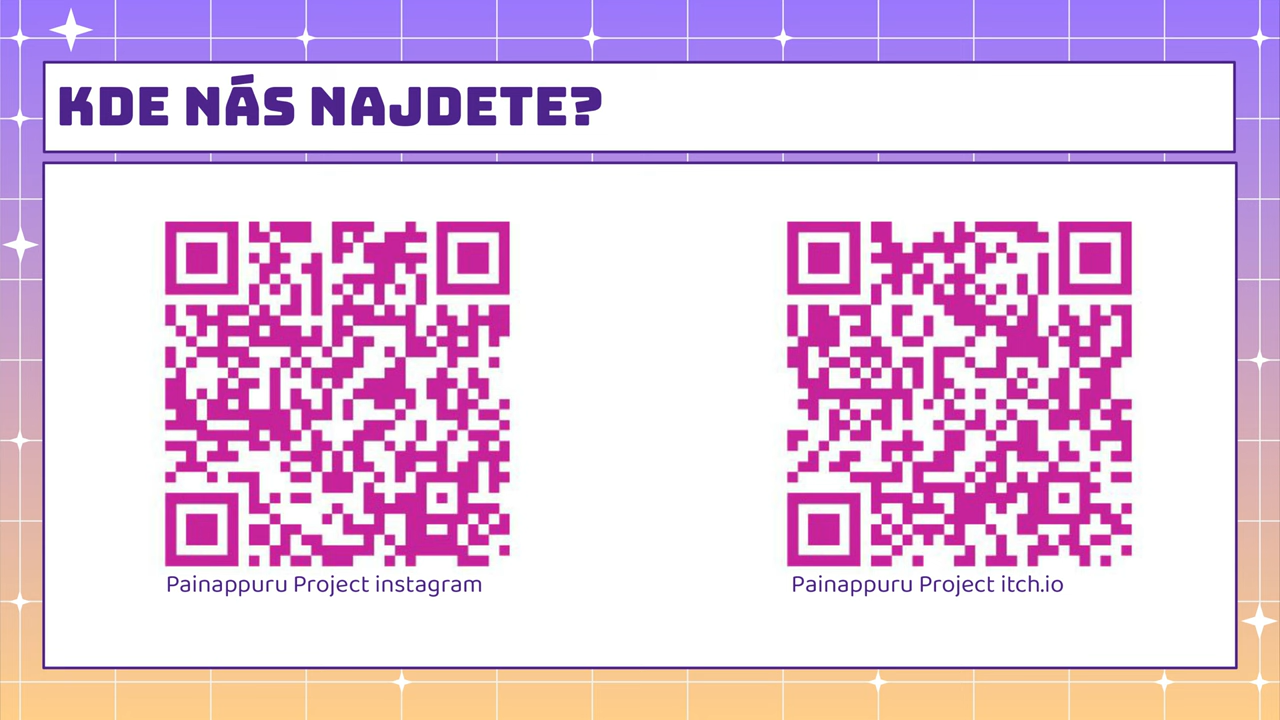 KDE NÁS NAJDETE?
Painappuru Project instagram
Painappuru Project itch.io